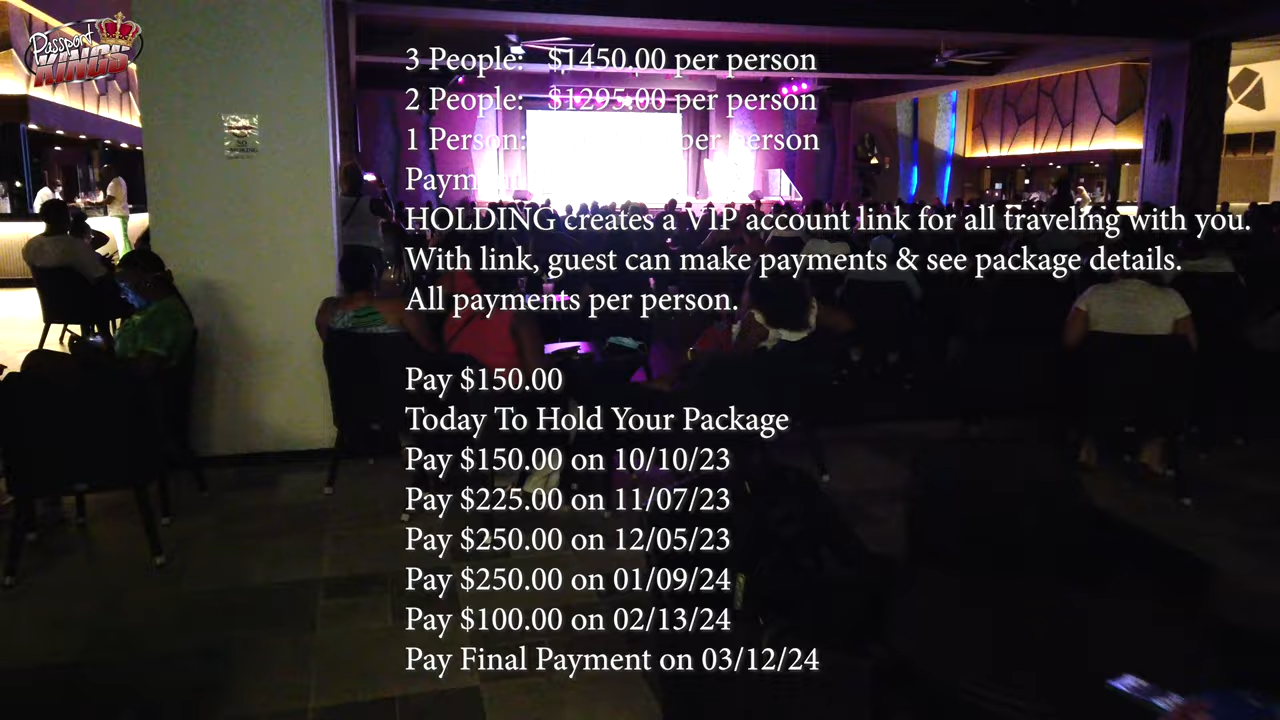 Passport
KINGS
NO
SMOKING
3 People: $1450.00 per person
2 People: $1295.00 per person
1 Person: per person
HOLDING creates a VIP account link for all traveling with you.
With link, guest can make payments & see package details.
All payments per person.
Pay $150.00
Today To Hold Your Package
Pay $150.00 on 10/10/23
Pay $225.00 on 11/07/23
Pay $250.00 on 12/05/23
Pay $250.00 on 01/09/24
Pay $100.00 on 02/13/24
Pay Final Payment on 03/12/24